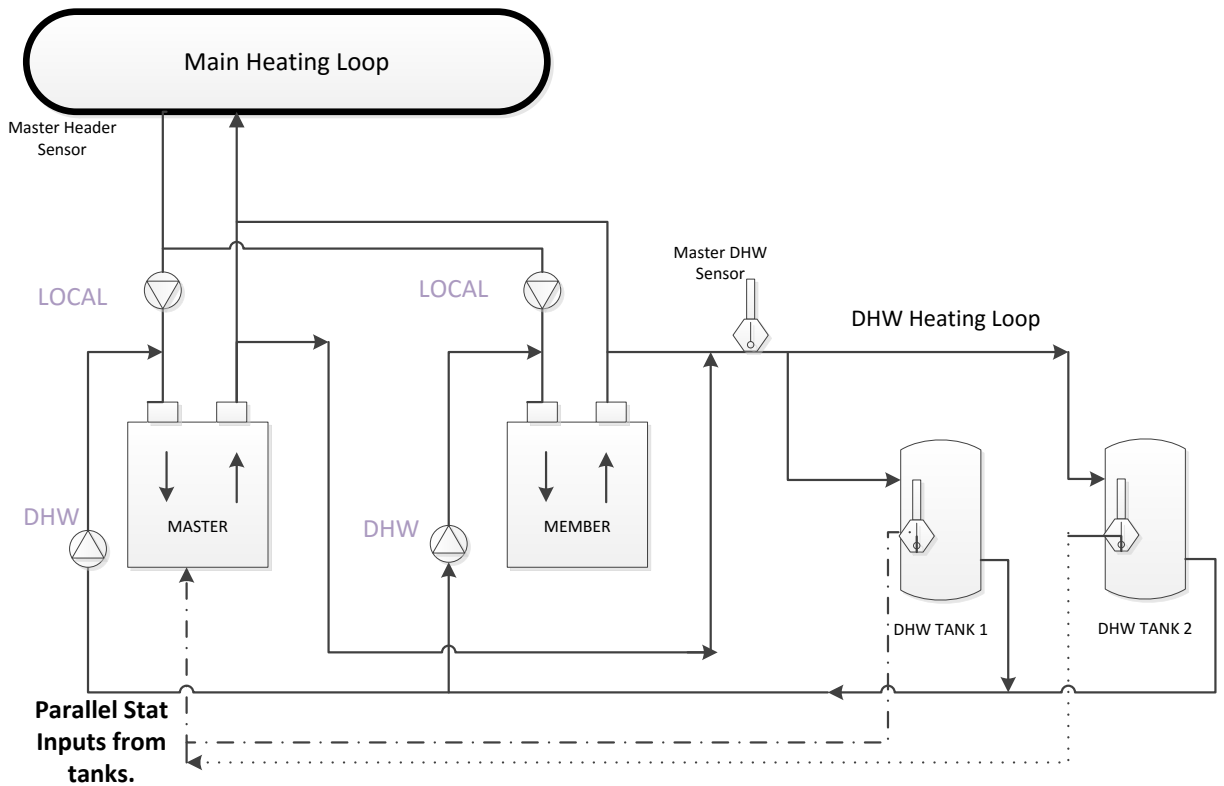 Main Heating Loop
Master Header
Sensor
Master DHW
Sensor
LOCAL
LOCAL
DHW Heating Loop
DHW
MASTER
DHW
MEMBER
DHW TANK 1
DHW TANK 2
Parallel Stat
Inputs from
tanks.